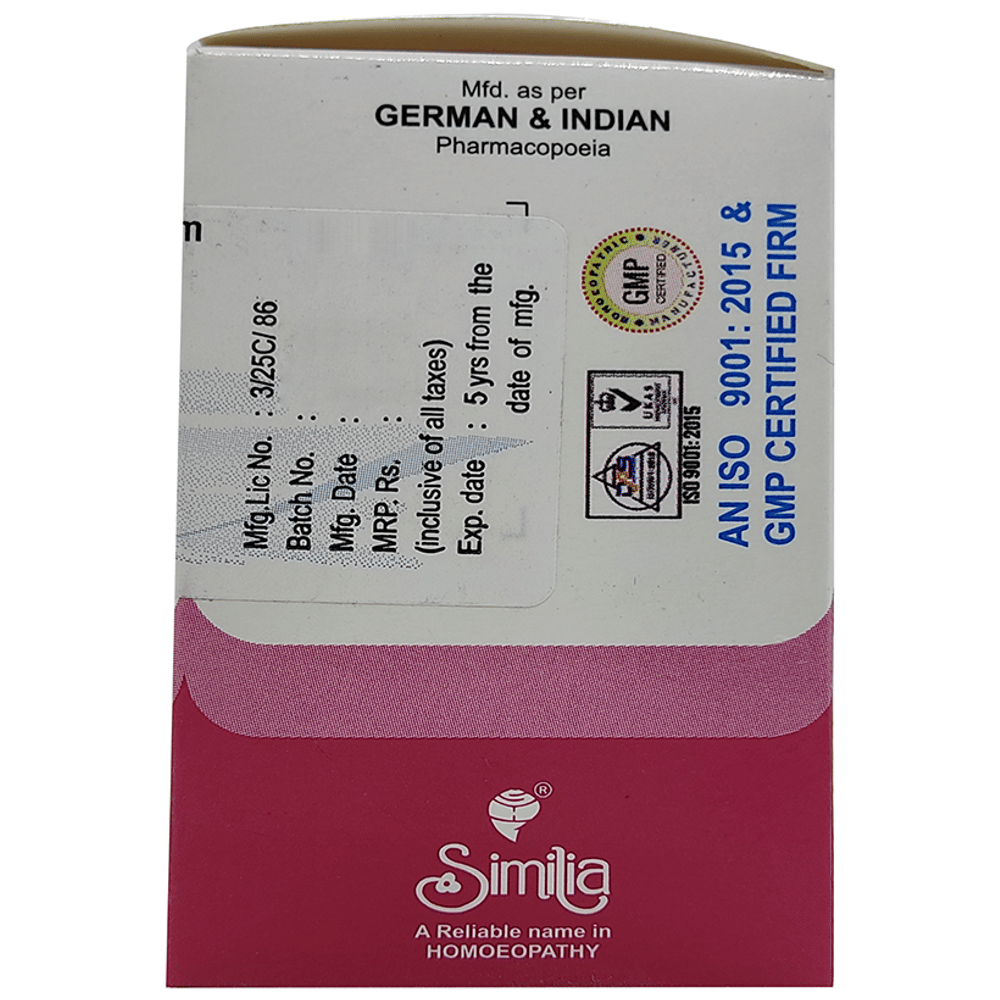 Mfd. as per
GERMAN & INDIAN
Pharmacopoeia
m
Mfg.Lic No. : 3/25C/ 86
Batch No. :
Mfg. Date :
MRP. Rs. :
(inclusive of all taxes)
Exp. date : 5 yrs from the
date of mfg.
HOMOEOPATHIC
GMP
CERTIFIED
MANUFACTURER
UKAS
ISO 9001: 2015
AN ISO 9001: 2015 &
GMP CERTIFIED FIRM
®
Similia
A Reliable name in
HOMOEOPATHY